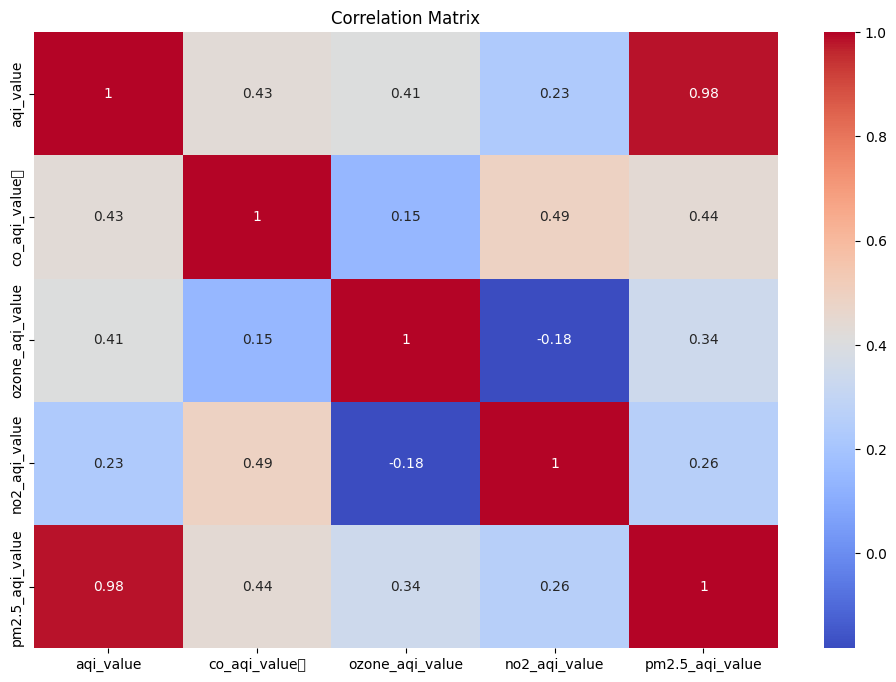 Correlation Matrix
aqi_value 1 0.43 0.41 0.23 0.98
co_aqi_value▯ 0.43 1 0.15 0.49 0.44
ozone_aqi_value 0.41 0.15 1 -0.18 0.34
no2_aqi_value 0.23 0.49 -0.18 1 0.26
pm2.5_aqi_value 0.98 0.44 0.34 0.26 1
aqi_value co_aqi_value▯ ozone_aqi_value no2_aqi_value pm2.5_aqi_value
1.0
0.8
0.6
0.4
0.2
0.0